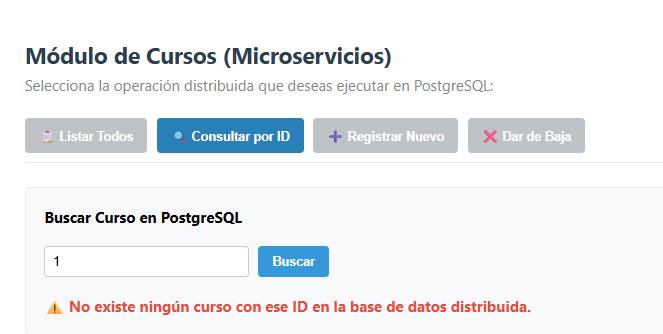 Módulo de Cursos (Microservicios)
Selecciona la operación distribuida que deseas ejecutar en PostgreSQL:
📋 Listar Todos 🔍 Consultar por ID ➕ Registrar Nuevo ❌ Dar de Baja
Buscar Curso en PostgreSQL
1 Buscar
⚠️ No existe ningún curso con ese ID en la base de datos distribuida.